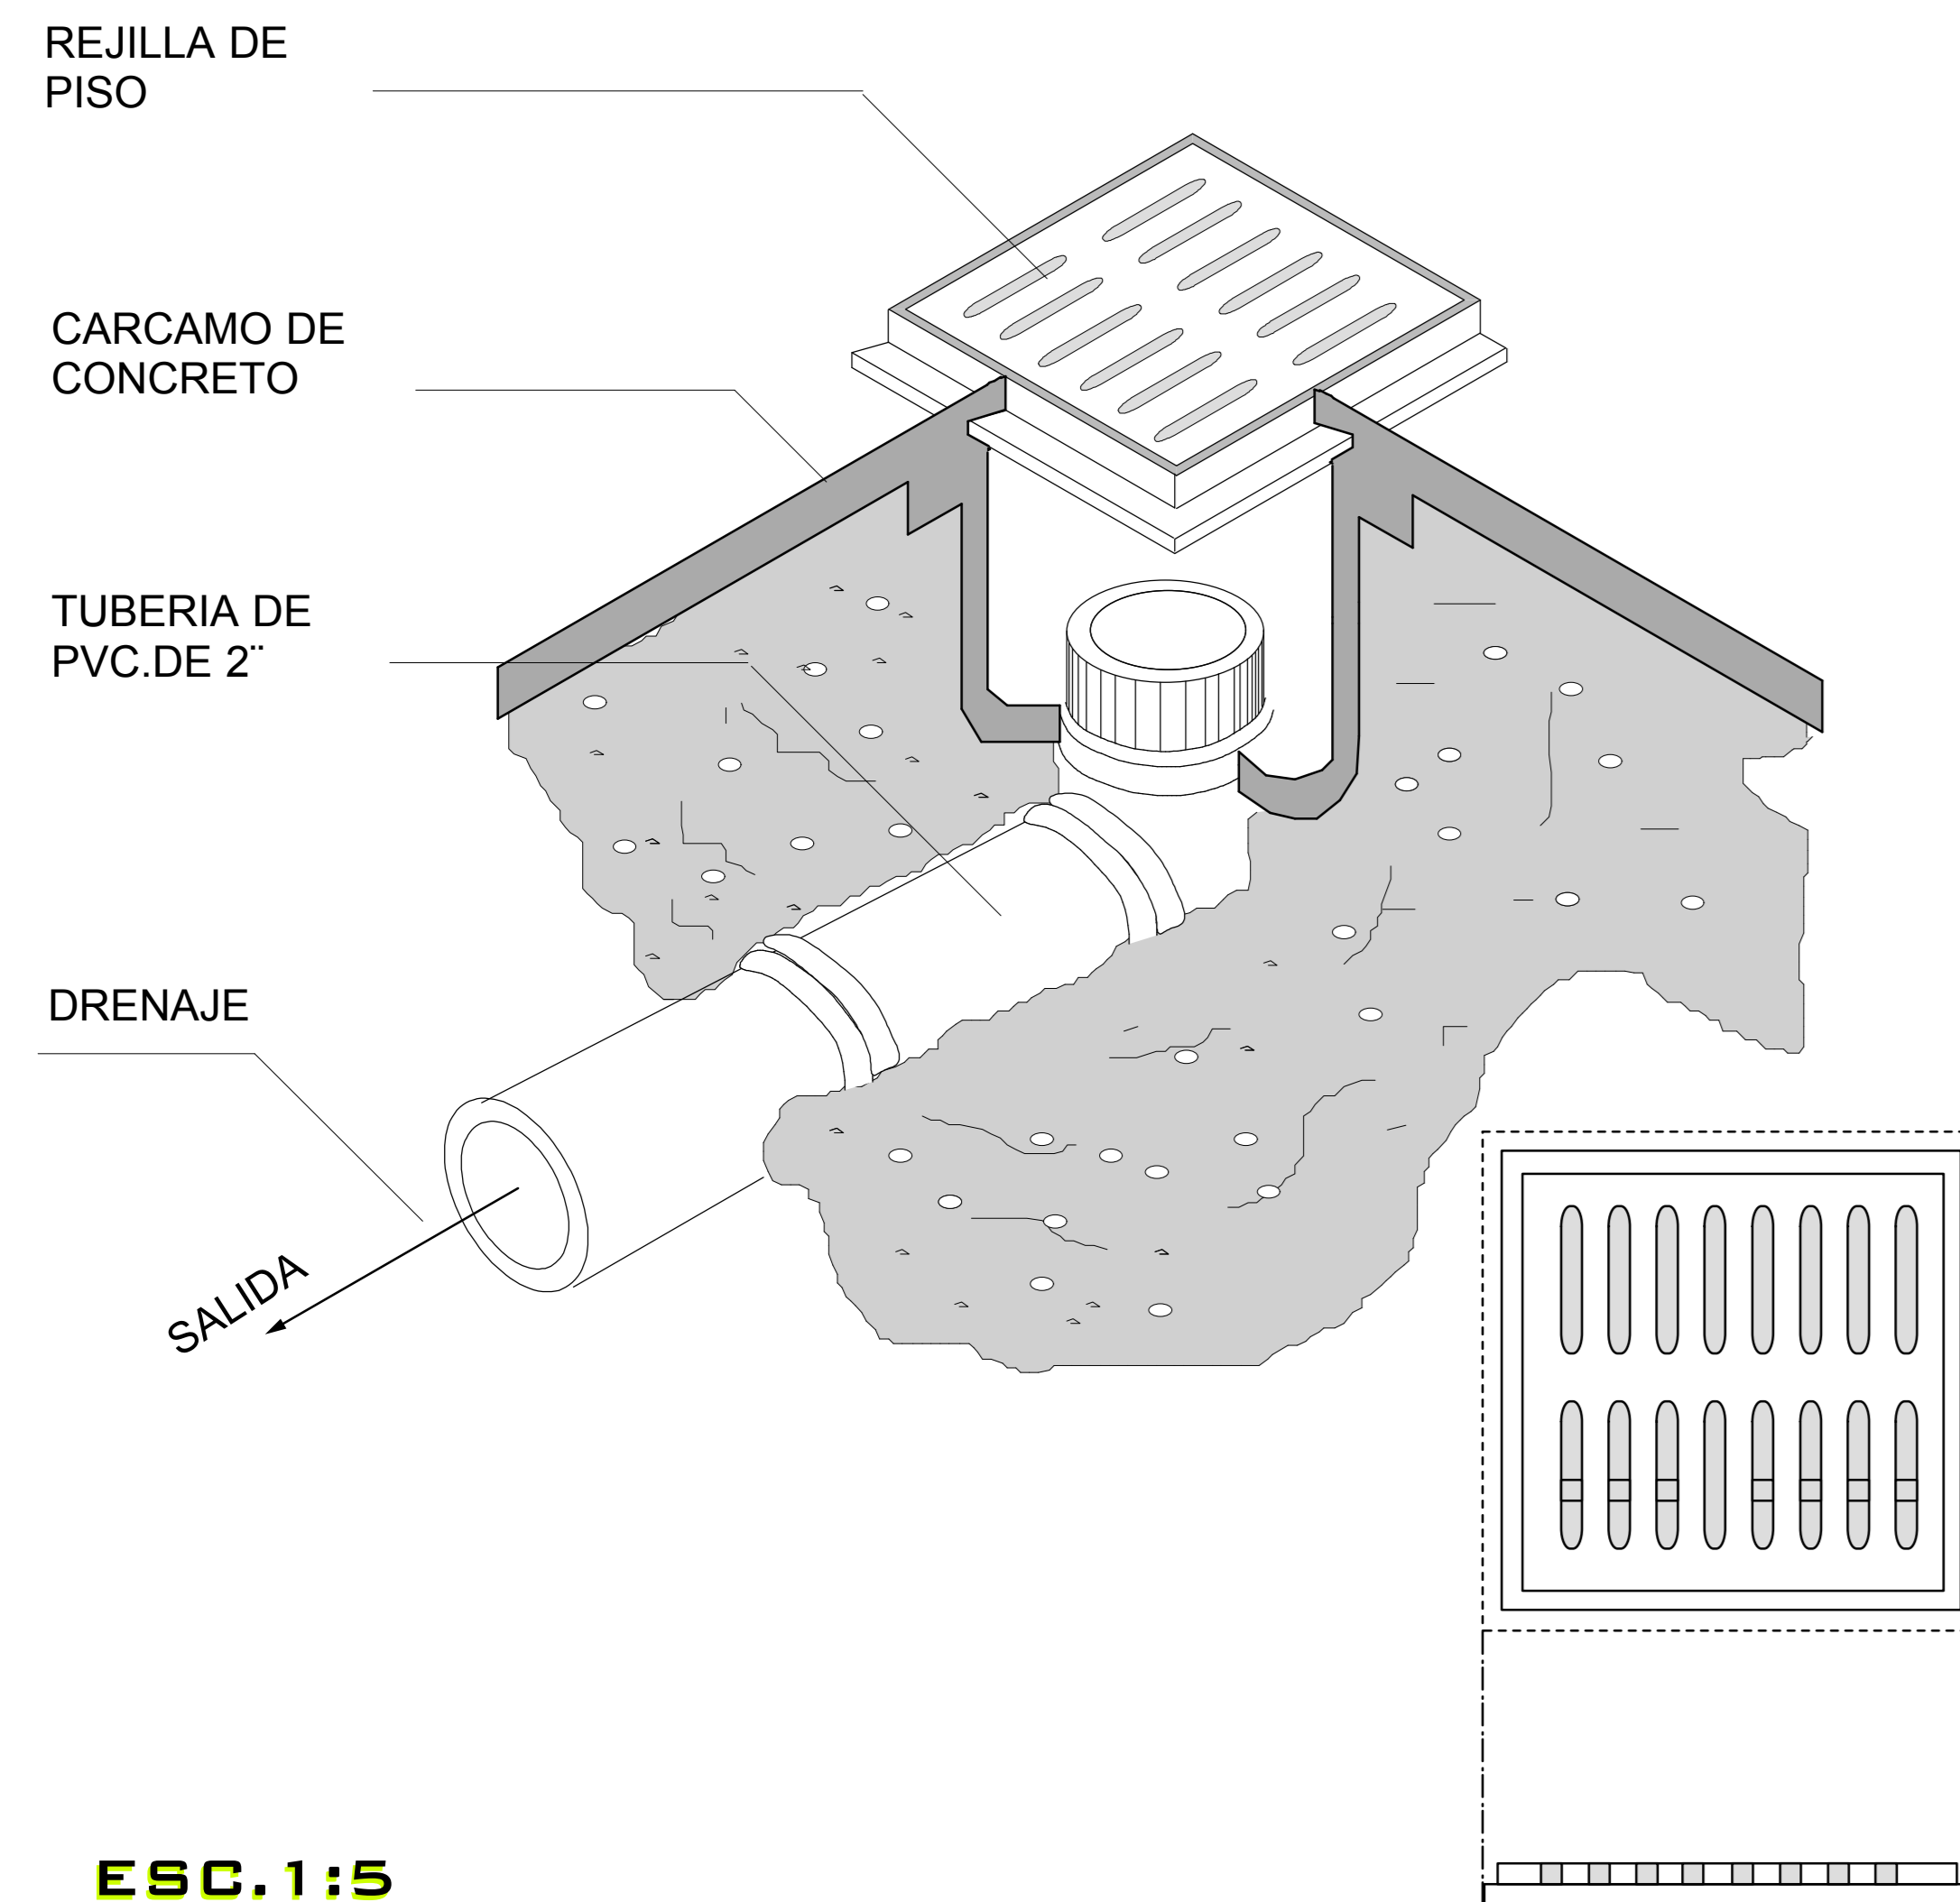 REJILLA DE
PISO
CARCAMO DE
CONCRETO
TUBERIA DE
PVC.DE 2¨
DRENAJE
SALIDA
ESC.1:5